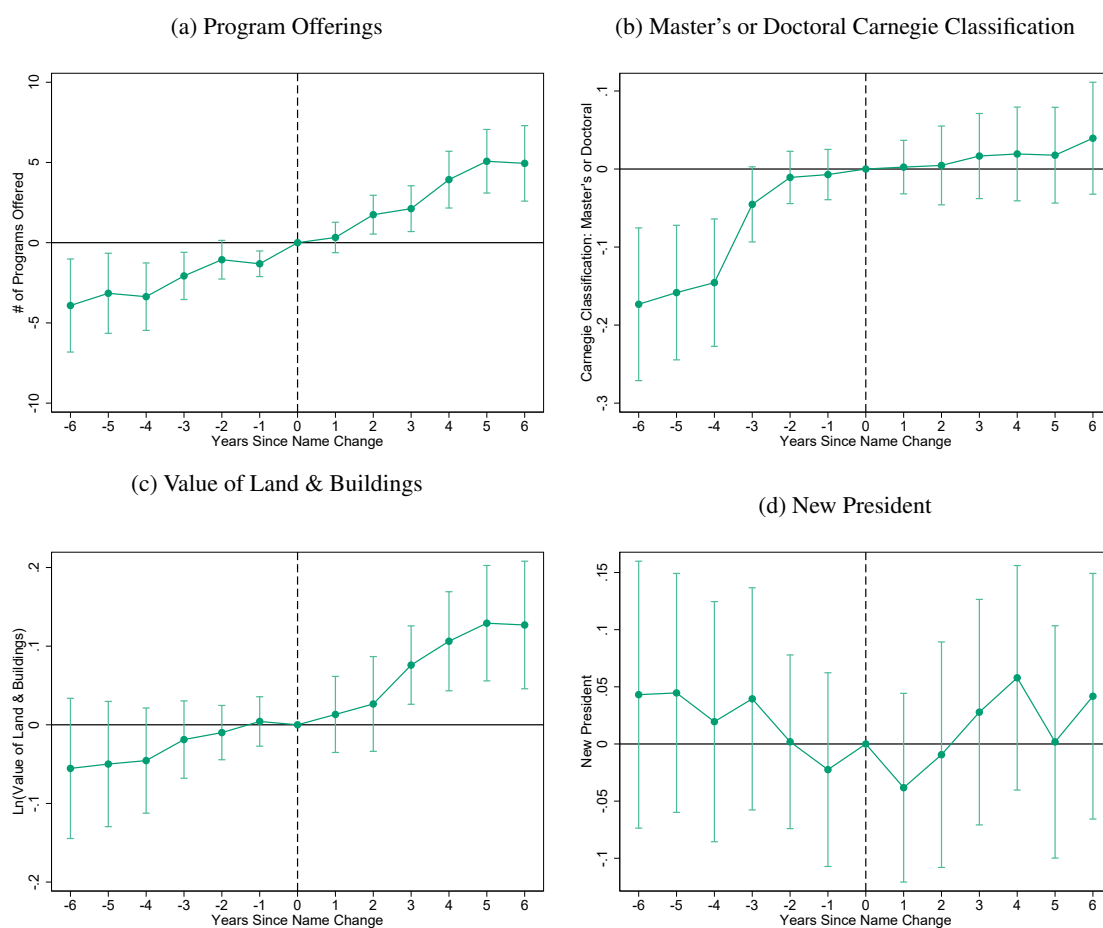 (a) Program Offerings
# of Programs Offered
10
5
0
-5
-10
-6 -5 -4 -3 -2 -1 0 1 2 3 4 5 6
Years Since Name Change
(b) Master's or Doctoral Carnegie Classification
Carnegie Classification: Master's or Doctoral
.1
0
-.1
-.2
-.3
-6 -5 -4 -3 -2 -1 0 1 2 3 4 5 6
Years Since Name Change
(c) Value of Land & Buildings
Ln(Value of Land & Buildings)
.2
.1
0
-.1
-.2
-6 -5 -4 -3 -2 -1 0 1 2 3 4 5 6
Years Since Name Change
(d) New President
New President
.15
.1
.05
0
-.05
-.1
-6 -5 -4 -3 -2 -1 0 1 2 3 4 5 6
Years Since Name Change